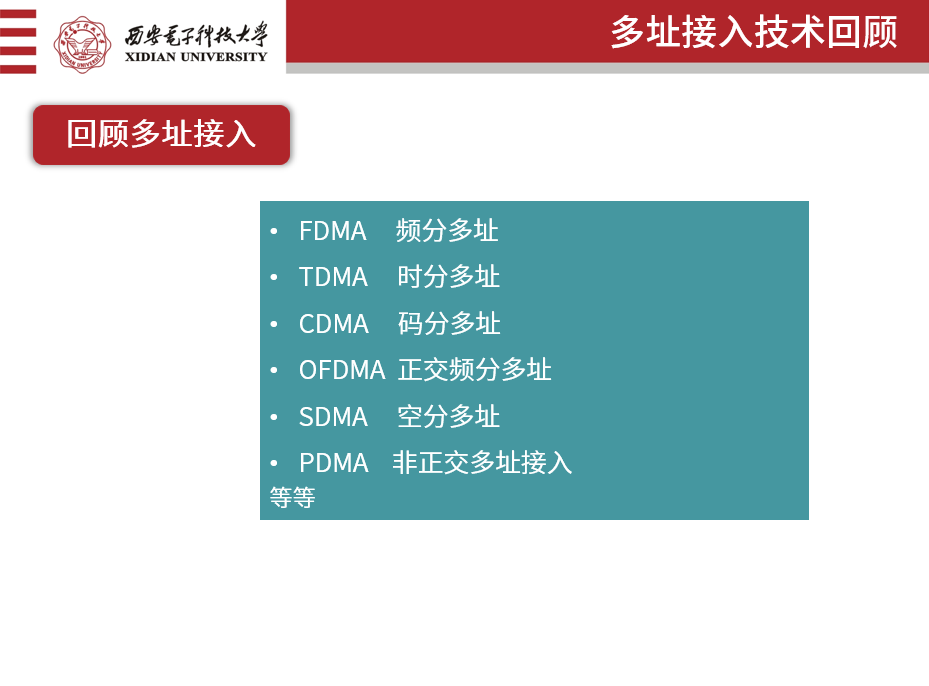 西安电子科技大学
XIDIAN UNIVERSITY
多址接入技术回顾
回顾多址接入
• FDMA 频分多址
• TDMA 时分多址
• CDMA 码分多址
• OFDMA 正交频分多址
• SDMA 空分多址
• PDMA 非正交多址接入
等等